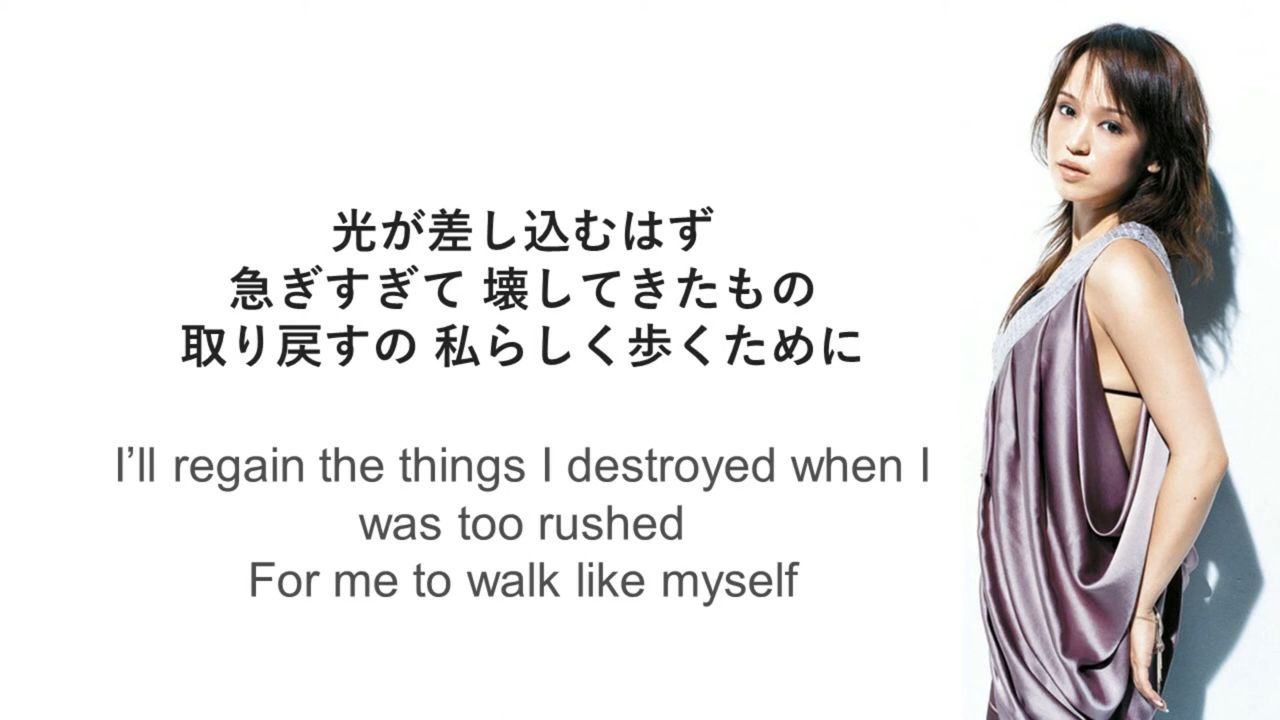 光が差し込むはず
急ぎすぎて 壊してきたもの
取り戻すの 私らしく歩くために
I’ll regain the things I destroyed when I
was too rushed
For me to walk like myself